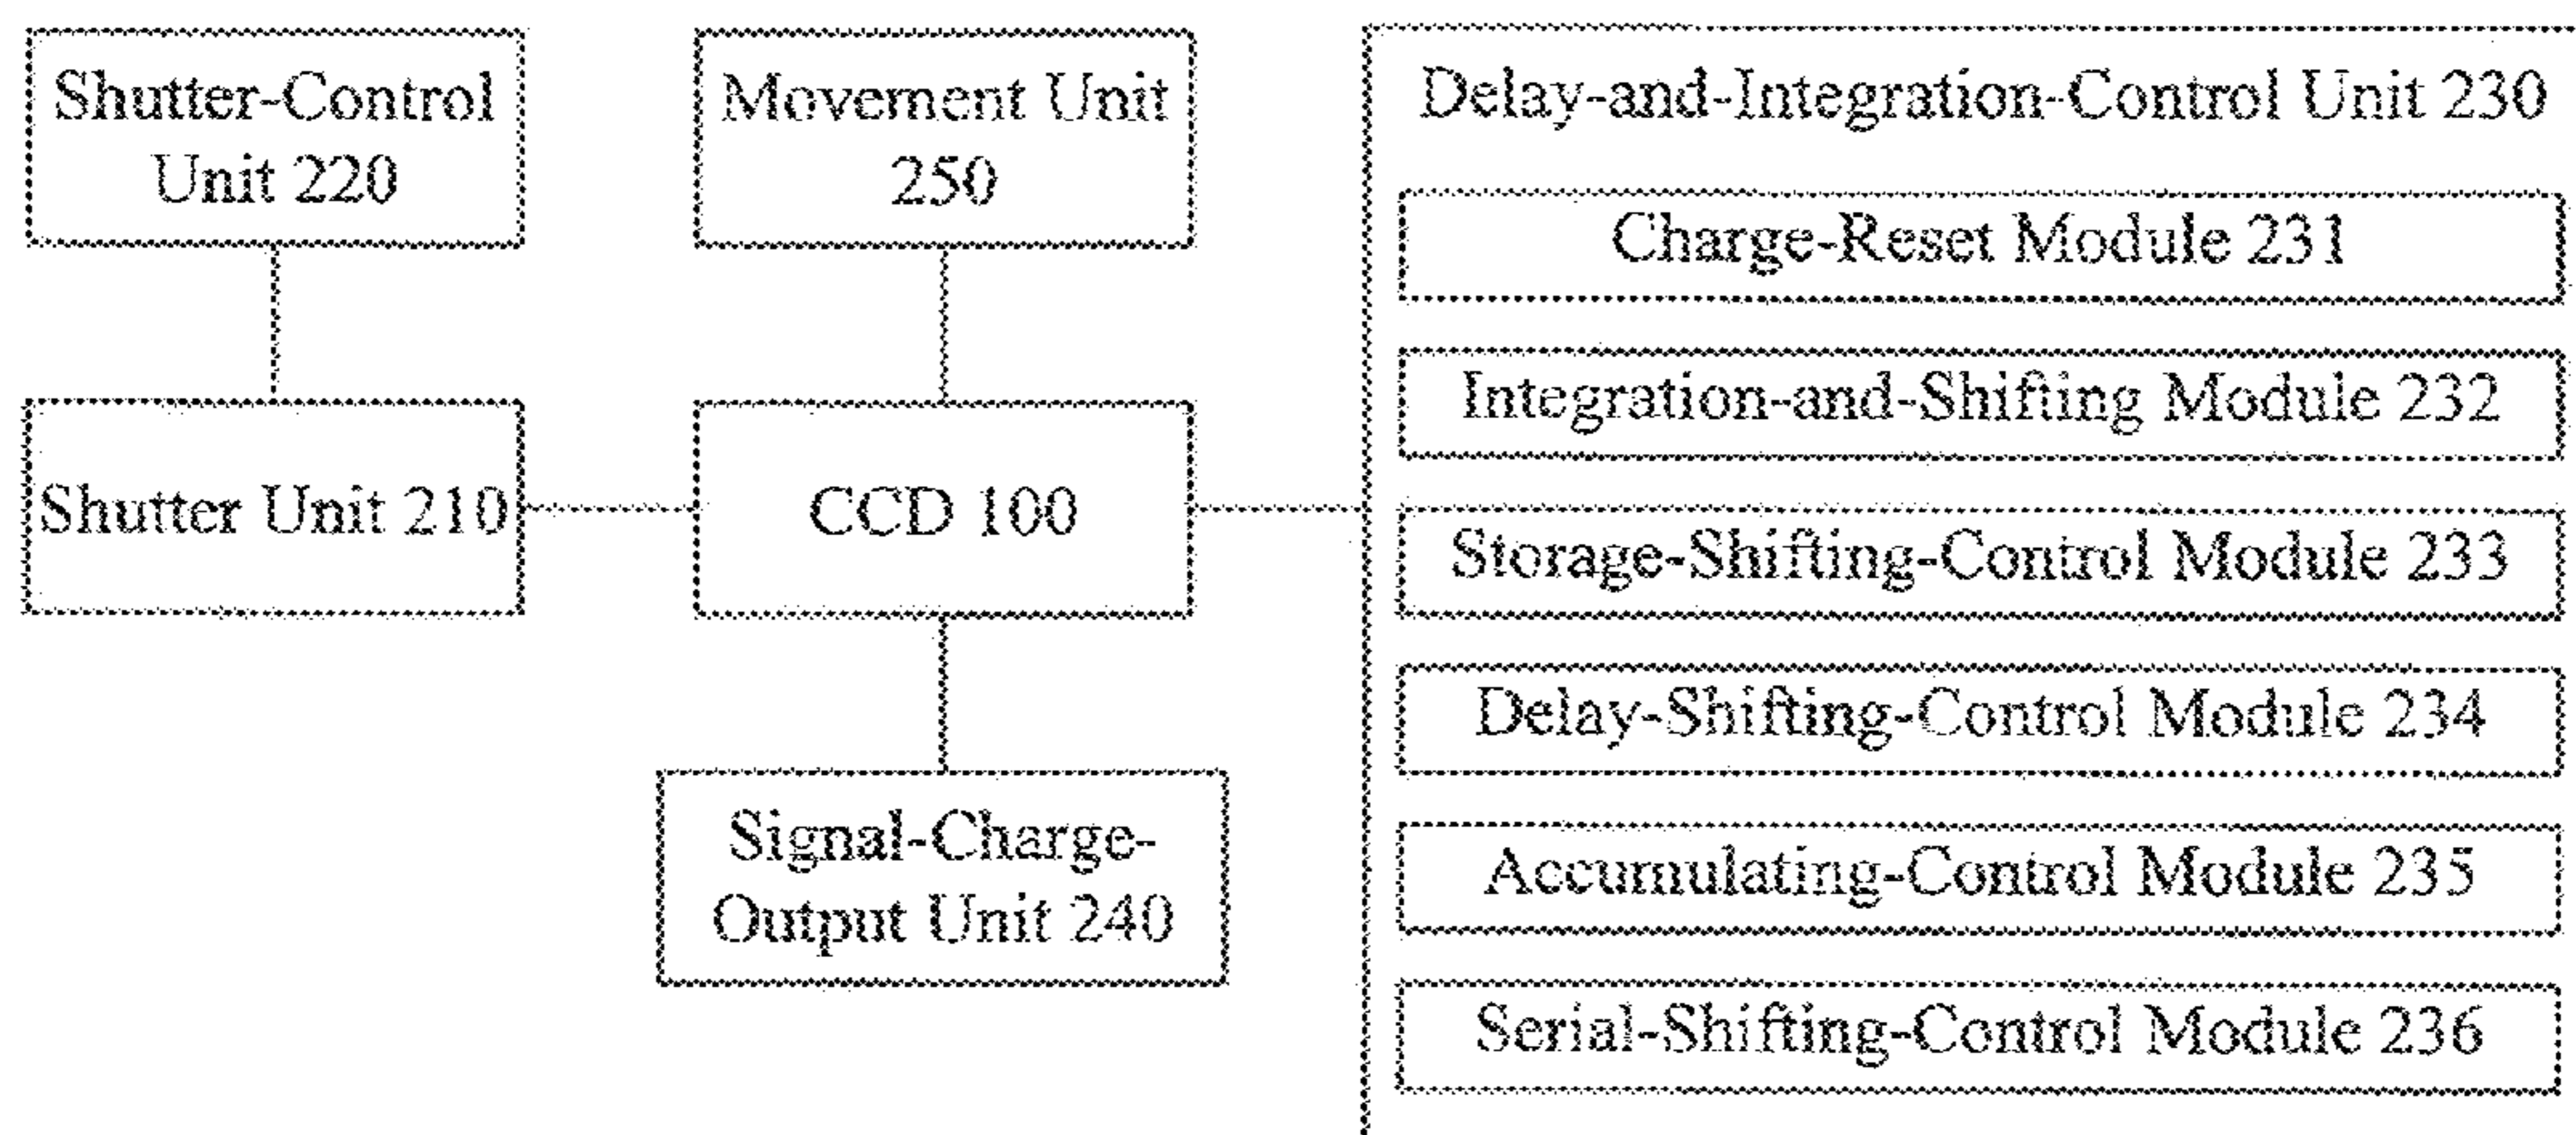 Shutter-Control
Unit 220
Movement Unit
250
Delay-and-Integration-Control Unit 230
Charge-Reset Module 231
Integration-and-Shifting Module 232
Shutter Unit 210
CCD 100
Storage-Shifting-Control Module 233
Delay-Shifting-Control Module 234
Signal-Charge-
Output Unit 240
Accumulating-Control Module 235
Serial-Shifting-Control Module 236